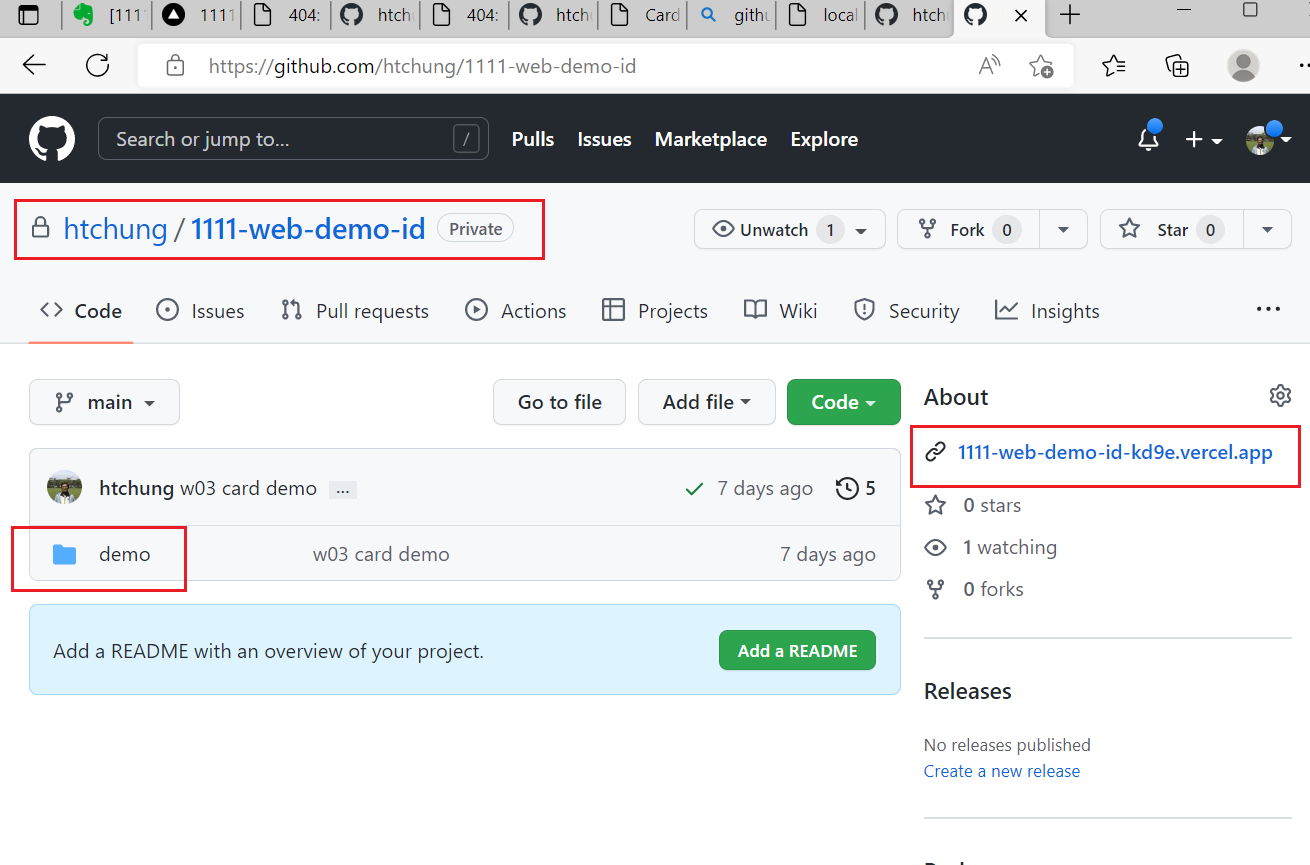 [1111
1111
404:
htchu
404:
htchu
Card
githu
local
htchu
https://github.com/htchung/1111-web-demo-id
Search or jump to... /
Pulls Issues Marketplace Explore
htchung / 1111-web-demo-id Private
Unwatch 1 Fork 0 Star 0
Code Issues Pull requests Actions Projects Wiki Security Insights
main Go to file Add file Code
htchung w03 card demo ... 7 days ago 5
demo w03 card demo 7 days ago
Add a README with an overview of your project. Add a README
About
1111-web-demo-id-kd9e.vercel.app
0 stars
1 watching
0 forks
Releases
No releases published
Create a new release